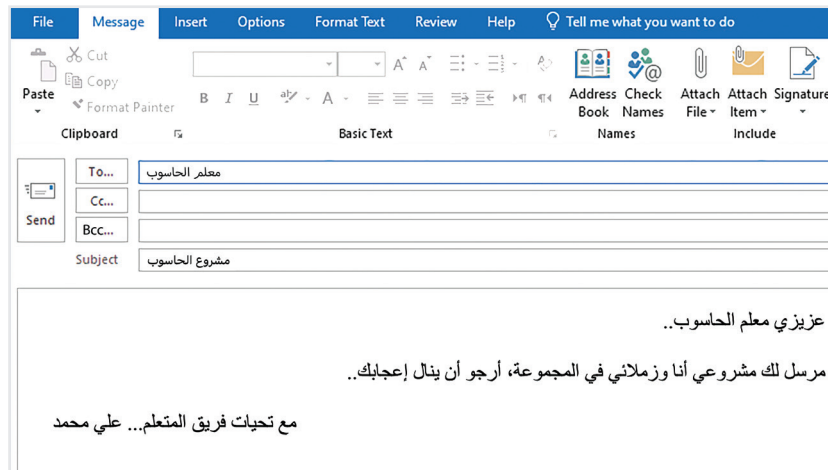 File Message Insert Options Format Text Review Help Tell me what you want to do
Paste
Cut
Copy
Format Painter
Clipboard
B I U A
Basic Text
Address Book
Check Names
Names
Attach File
Attach Item
Signature
Include
Send
To... معلم الحاسوب
Cc...
Bcc...
Subject مشروع الحاسوب
عزيزي معلم الحاسوب..
مرسل لك مشروعي أنا وزملائي في المجموعة، أرجو أن ينال إعجابك..
مع تحيات فريق المتعلم... علي محمد